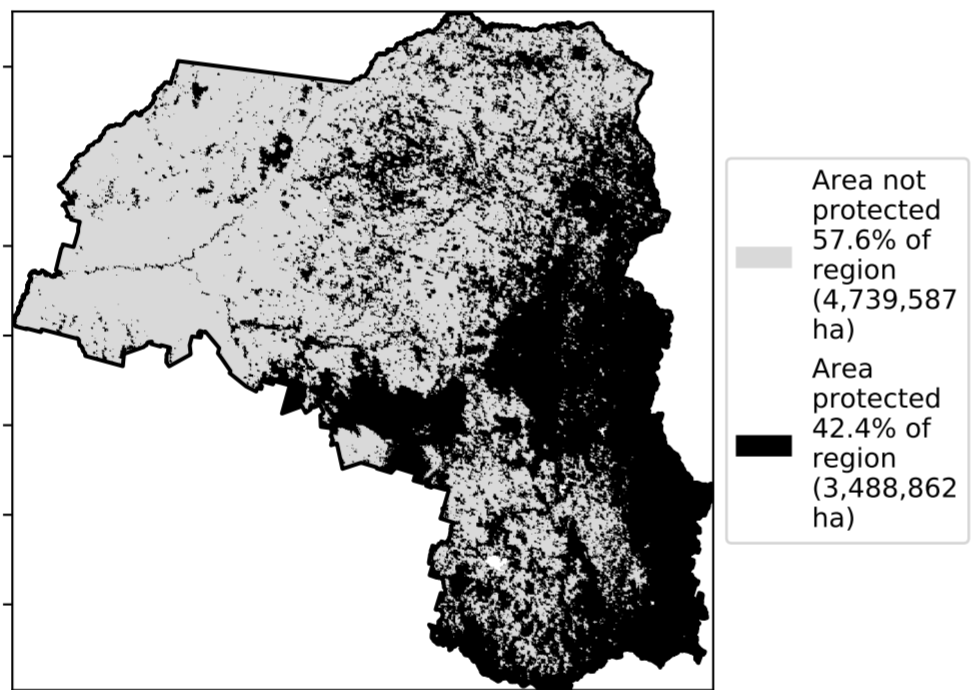 Area not
protected
57.6% of
region
(4,739,587
ha)
Area
protected
42.4% of
region
(3,488,862
ha)